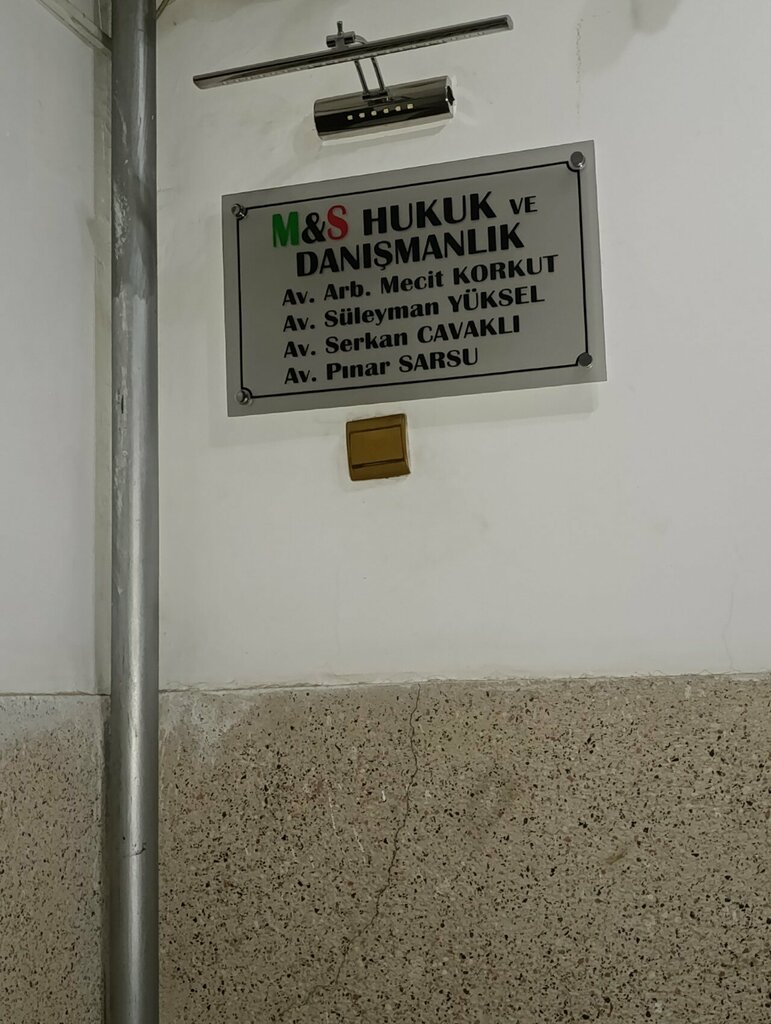 M&S HUKUK VE
DANIŞMANLIK
Av. Arb. Mecit KORKUT
Av. Süleyman YÜKSEL
Av. Serkan CAVAKLI
Av. Pınar SARSU